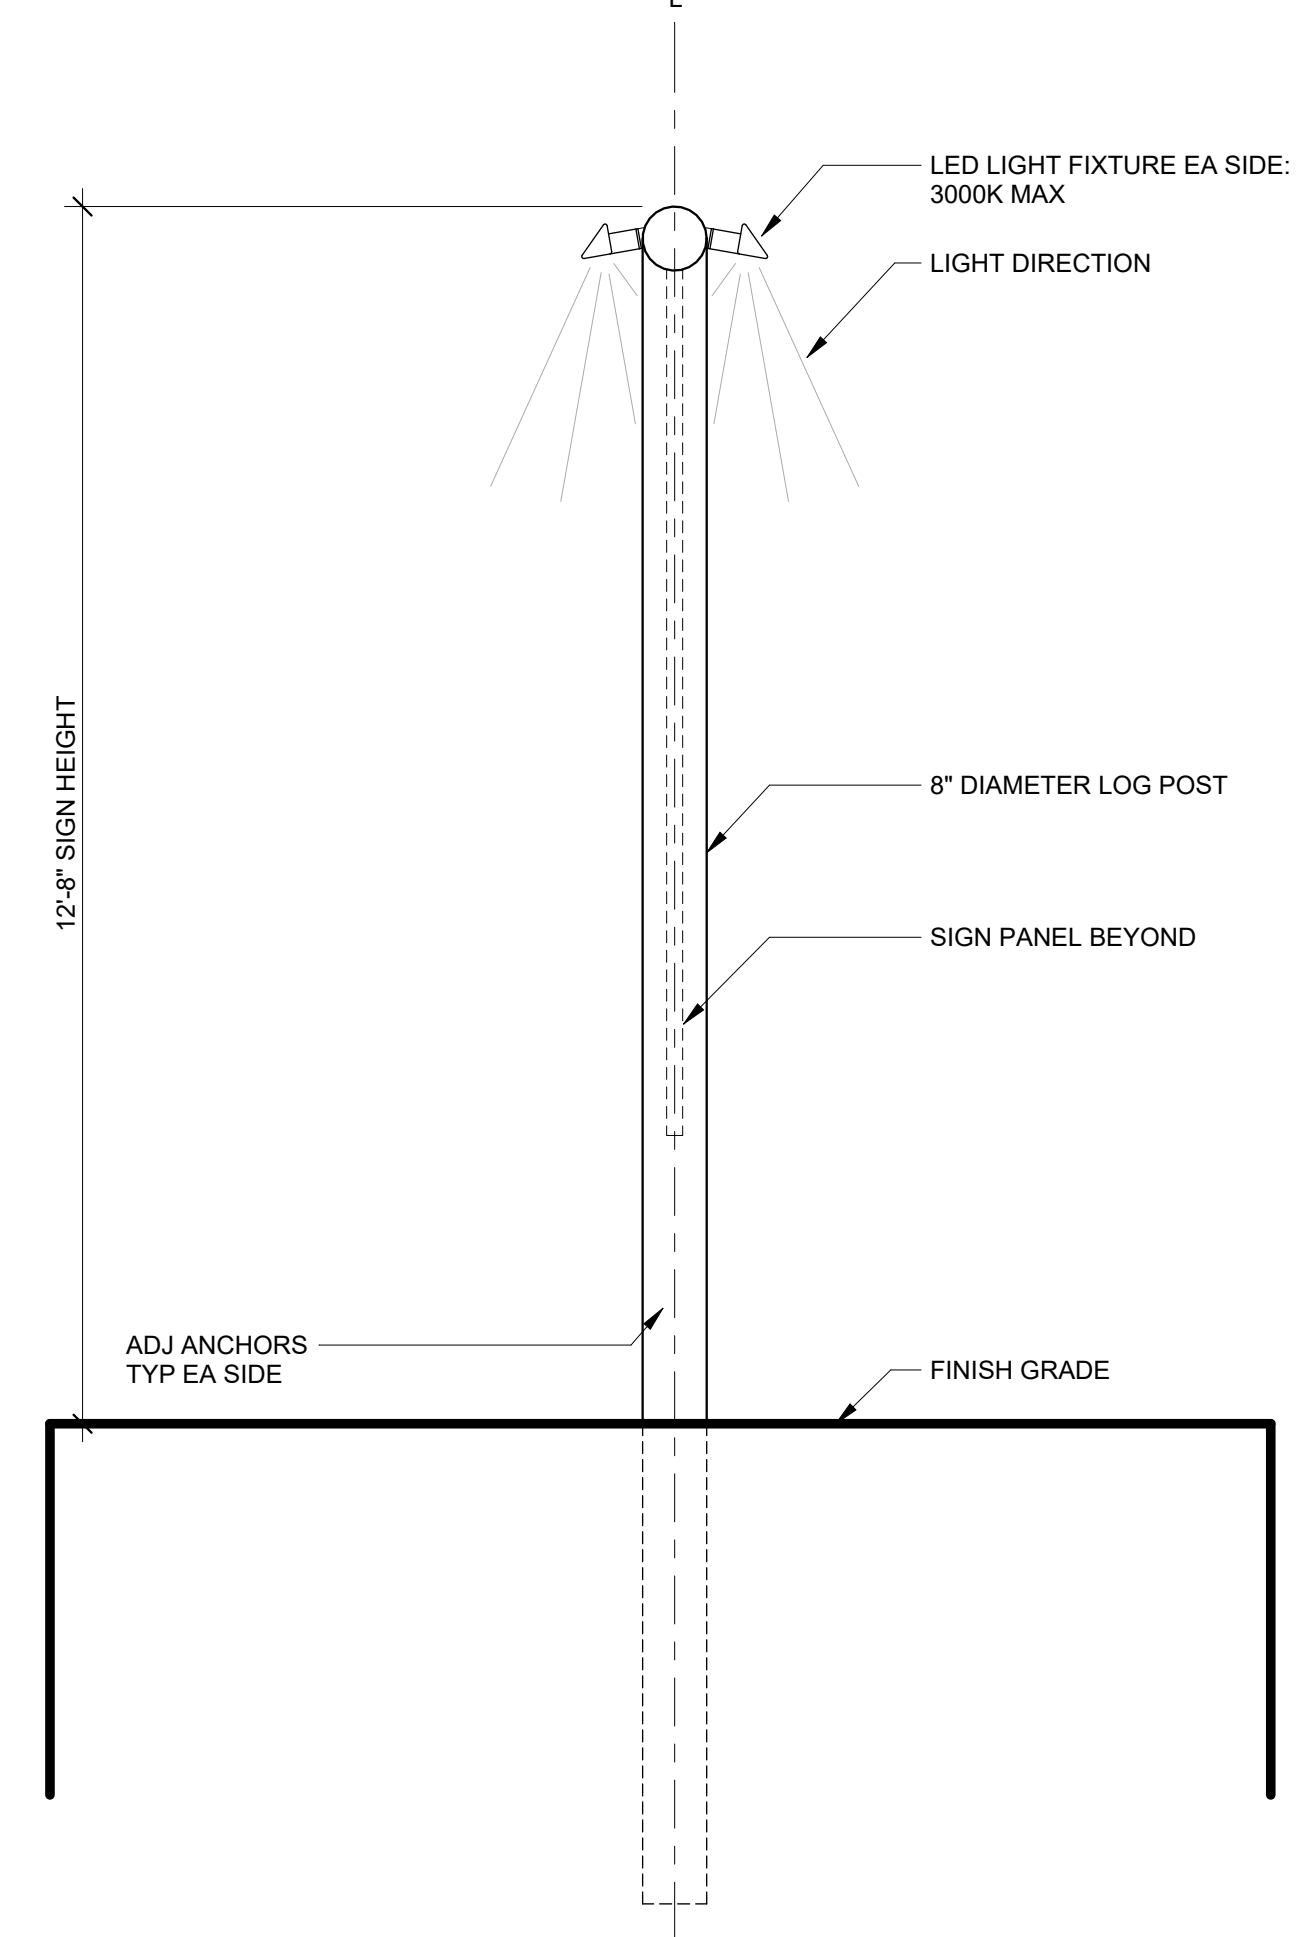 L
LED LIGHT FIXTURE EA SIDE:
3000K MAX
LIGHT DIRECTION
12'-8" SIGN HEIGHT
8" DIAMETER LOG POST
SIGN PANEL BEYOND
ADJ ANCHORS
TYP EA SIDE
FINISH GRADE